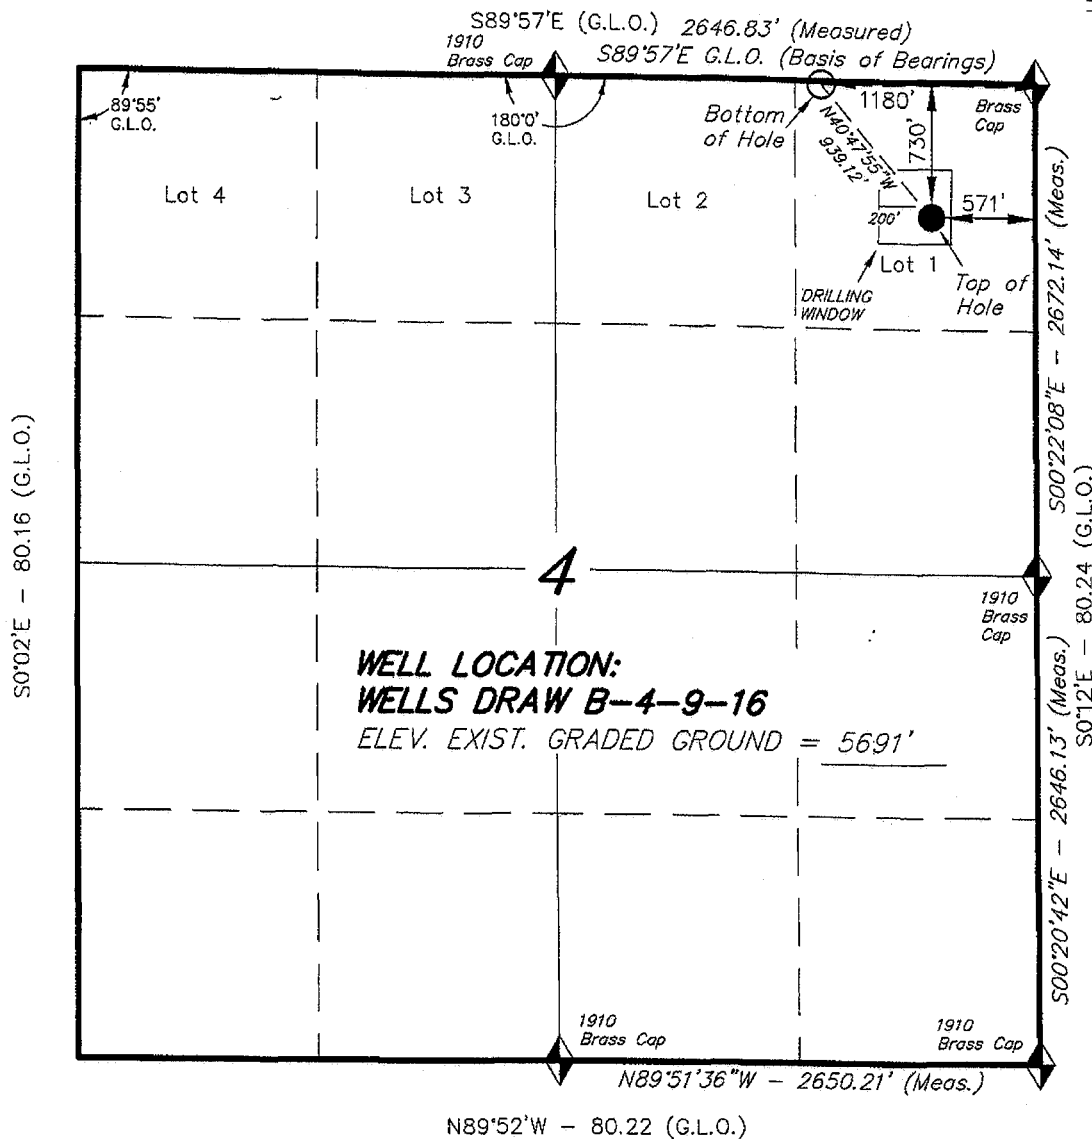 S89°57'E (G.L.O.) 2646.83' (Measured)
S89°57'E G.L.O. (Basis of Bearings)
1910
Brass Cap
89°55'
G.L.O.
180°0'
G.L.O.
Bottom
of Hole
1180'
Brass
Cap
N40°47'55"W
939.12'
730'
Lot 4
Lot 3
Lot 2
200'
571'
Lot 1
Top of
Hole
DRILLING
WINDOW
S00°22'08"E - 2672.14' (Meas.)
S0°02'E - 80.16 (G.L.O.)
S0°12'E - 80.24 (G.L.O.)
4
1910
Brass
Cap
WELL LOCATION:
WELLS DRAW B-4-9-16
ELEV. EXIST. GRADED GROUND = 5691'
S00°20'42"E - 2646.13' (Meas.)
1910
Brass Cap
1910
Brass Cap
N89°51'36"W - 2650.21' (Meas.)
N89°52'W - 80.22 (G.L.O.)